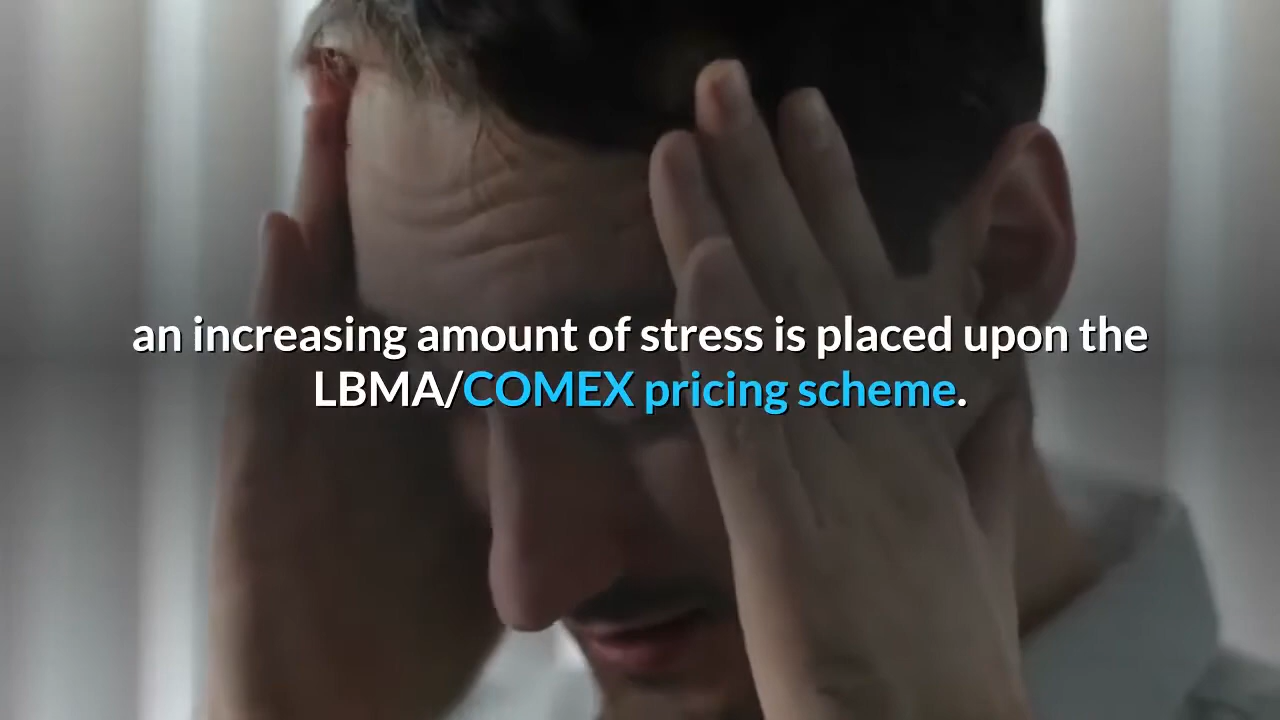 an increasing amount of stress is placed upon the
LBMA/COMEX pricing scheme.